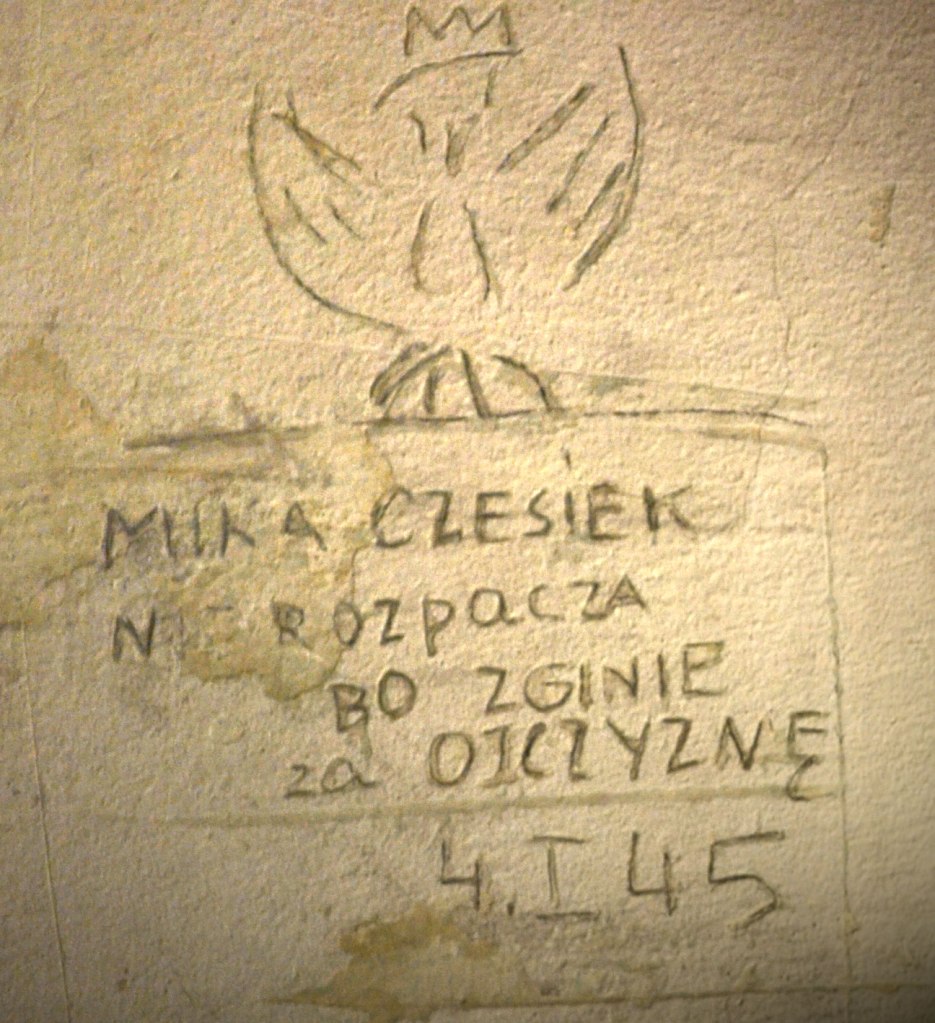 MIKA CZESIEK
NIE ROZpaczA
BO ZGINIE
za OJCZYZNĘ
4.I 45